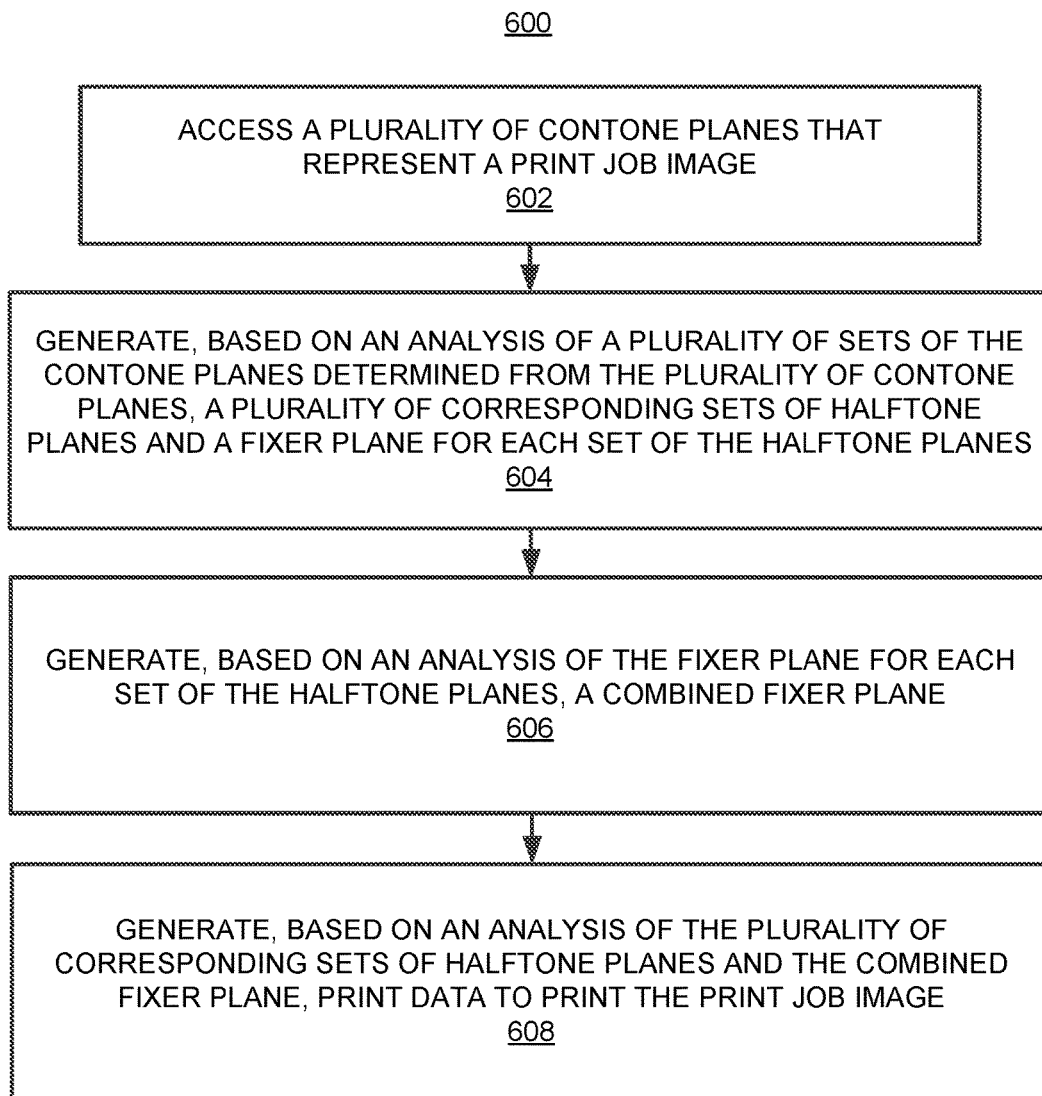 600
ACCESS A PLURALITY OF CONTONE PLANES THAT
REPRESENT A PRINT JOB IMAGE
602
GENERATE, BASED ON AN ANALYSIS OF A PLURALITY OF SETS OF THE
CONTONE PLANES DETERMINED FROM THE PLURALITY OF CONTONE
PLANES, A PLURALITY OF CORRESPONDING SETS OF HALFTONE
PLANES AND A FIXER PLANE FOR EACH SET OF THE HALFTONE PLANES
604
GENERATE, BASED ON AN ANALYSIS OF THE FIXER PLANE FOR EACH
SET OF THE HALFTONE PLANES, A COMBINED FIXER PLANE
606
GENERATE, BASED ON AN ANALYSIS OF THE PLURALITY OF
CORRESPONDING SETS OF HALFTONE PLANES AND THE COMBINED
FIXER PLANE, PRINT DATA TO PRINT THE PRINT JOB IMAGE
608